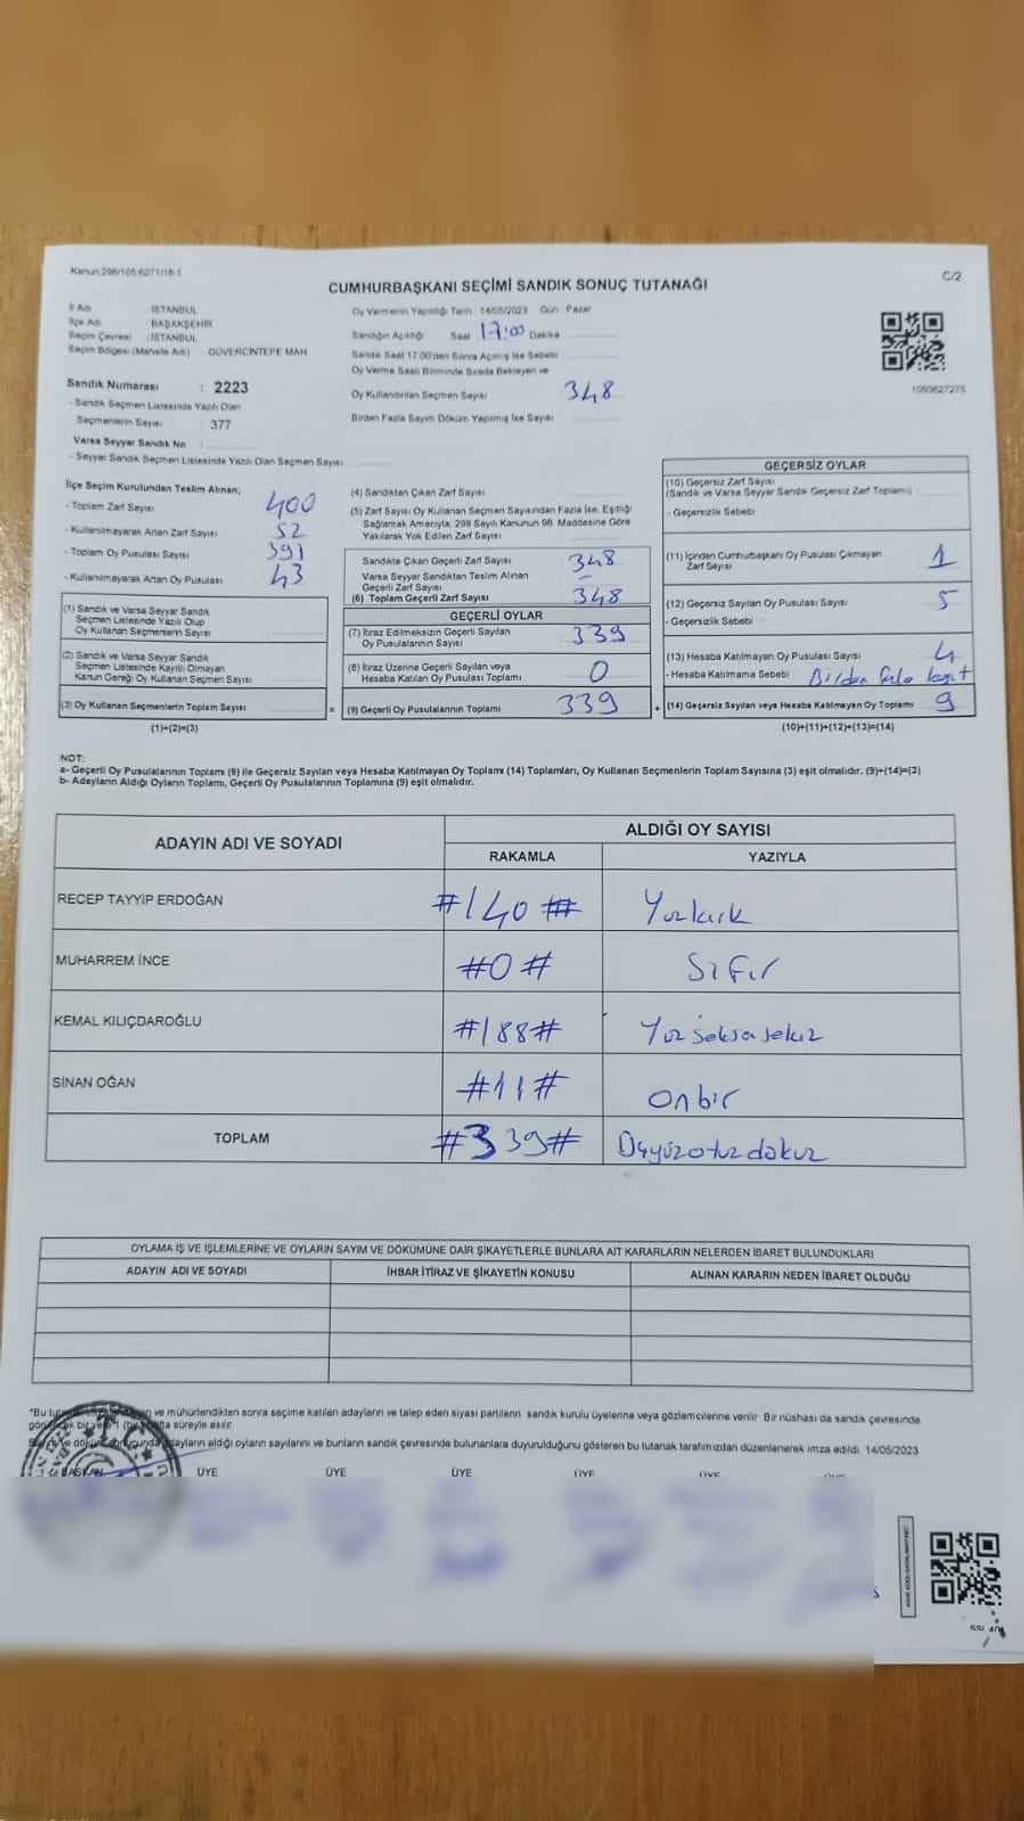 Kanun:298/105;6271/18-1
C/2
CUMHURBAŞKANI SEÇİMİ SANDIK SONUÇ TUTANAĞI
İl Adı : İSTANBUL
İlçe Adı : BAŞAKŞEHİR
Seçim Çevresi : İSTANBUL
Seçim Bölgesi (Mahalle Adı) : GÜVERCİNTEPE MAH
Sandık Numarası : 2223
- Sandık Seçmen Listesinde Yazılı Olan
Seçmenlerin Sayısı : 377
Varsa Seyyar Sandık No :
- Seyyar Sandık Seçmen Listesinde Yazılı Olan Seçmen Sayısı
Oy Vermenin Yapıldığı Tarih : 14/05/2023 Gün : Pazar
Sandığın Açıldığı Saat 17:00 Dakika
Sandık Saat 17.00'den Sonra Açılmış İse Sebebi
Oy Verme Saati Bitiminde Sırada Bekleyen ve
Oy Kullandırılan Seçmen Sayısı 348
Birden Fazla Sayım Döküm Yapılmış İse Sayısı
İlçe Seçim Kurulundan Teslim Alınan;
- Toplam Zarf Sayısı 400
- Kullanılmayarak Artan Zarf Sayısı 52
- Toplam Oy Pusulası Sayısı 391
- Kullanılmayarak Artan Oy Pusulası 43
(1) Sandık ve Varsa Seyyar Sandık
Seçmen Listesinde Yazılı Olup
Oy Kullanan Seçmenlerin Sayısı
(2) Sandık ve Varsa Seyyar Sandık
Seçmen Listesinde Kayıtlı Olmayan
Kanun Gereği Oy Kullanan Seçmen Sayısı
(3) Oy Kullanan Seçmenlerin Toplam Sayısı =
(1)+(2)=(3)
(4) Sandıktan Çıkan Zarf Sayısı
(5) Zarf Sayısı Oy Kullanan Seçmen Sayısından Fazla İse, Eşitliği
Sağlamak Amacıyla, 298 Sayılı Kanunun 98. Maddesine Göre
Yakılarak Yok Edilen Zarf Sayısı
Sandıkta Çıkan Geçerli Zarf Sayısı 348
Varsa Seyyar Sandıktan Teslim Alınan
Geçerli Zarf Sayısı –
(6) Toplam Geçerli Zarf Sayısı 348
GEÇERLİ OYLAR
(7) İtiraz Edilmeksizin Geçerli Sayılan
Oy Pusulalarının Sayısı 339
(8) İtiraz Üzerine Geçerli Sayılan veya
Hesaba Katılan Oy Pusulası Toplamı 0
(9) Geçerli Oy Pusulalarının Toplamı 339 +
GEÇERSİZ OYLAR
(10) Geçersiz Zarf Sayısı
(Sandık ve Varsa Seyyar Sandık Geçersiz Zarf Toplamı)
- Geçersizlik Sebebi
(11) İçinden Cumhurbaşkanı Oy Pusulası Çıkmayan
Zarf Sayısı 1
(12) Geçersiz Sayılan Oy Pusulası Sayısı 5
- Geçersizlik Sebebi
(13) Hesaba Katılmayan Oy Pusulası Sayısı 4
- Hesaba Katılmama Sebebi Birden fazla
(14) Geçersiz Sayılan veya Hesaba Katılmayan Oy Toplamı 9
(10)+(11)+(12)+(13)=(14)
NOT:
a- Geçerli Oy Pusulalarının Toplamı (9) ile Geçersiz Sayılan veya Hesaba Katılmayan Oy Toplamı (14) Toplamları, Oy Kullanan Seçmenlerin Toplam Sayısına (3) eşit olmalıdır. (9)+(14)=(3)
b- Adayların Aldığı Oyların Toplamı, Geçerli Oy Pusulalarının Toplamına (9) eşit olmalıdır.
ADAYIN ADI VE SOYADI
ALDIĞI OY SAYISI
RAKAMLA YAZIYLA
RECEP TAYYİP ERDOĞAN #140# Yüzkırk
MUHARREM İNCE #0# Sıfır
KEMAL KILIÇDAROĞLU #188# Yüz seksensekiz
SİNAN OĞAN #11# Onbir
TOPLAM #339# Üçyüzotuzdokuz
OYLAMA İŞ VE İŞLEMLERİNE VE OYLARIN SAYIM VE DÖKÜMÜNE DAİR ŞİKAYETLERLE BUNLARA AİT KARARLARIN NELERDEN İBARET BULUNDUKLARI
ADAYIN ADI VE SOYADI İHBAR İTİRAZ VE ŞİKAYETİN KONUSU ALINAN KARARIN NEDEN İBARET OLDUĞU
*Bu ve mühürlendikten sonra seçime katılan adayların ve talep eden siyasi partilerin sandık kurulu üyelerine veya gözlemcilerine verilir. Bir nüshası da sandık çevresinde
hafta süreyle asılır.
adayların aldığı oyların sayılarını ve bunların sandık çevresinde bulunanlara duyurulduğunu gösteren bu tutanak tarafımızdan düzenlenerek imza edildi. 14/05/2023
BAŞKAN ÜYE ÜYE ÜYE ÜYE